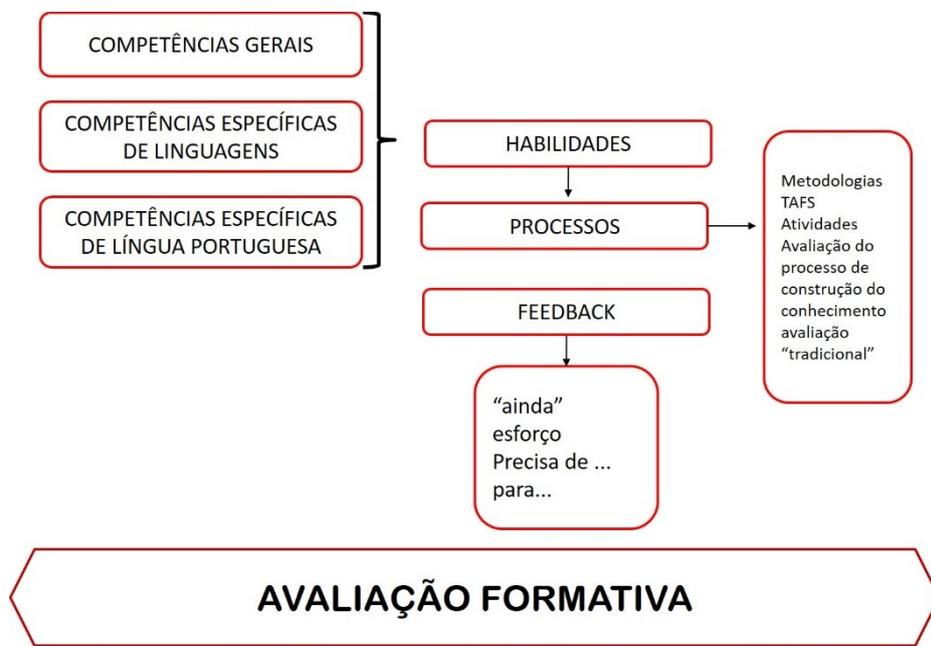 COMPETÊNCIAS GERAIS
COMPETÊNCIAS ESPECÍFICAS
DE LINGUAGENS
COMPETÊNCIAS ESPECÍFICAS
DE LÍNGUA PORTUGUESA
HABILIDADES
PROCESSOS
Metodologias
TAFS
Atividades
Avaliação do
processo de
construção do
conhecimento
avaliação
“tradicional”
FEEDBACK
“ainda”
esforço
Precisa de ...
para...
AVALIAÇÃO FORMATIVA